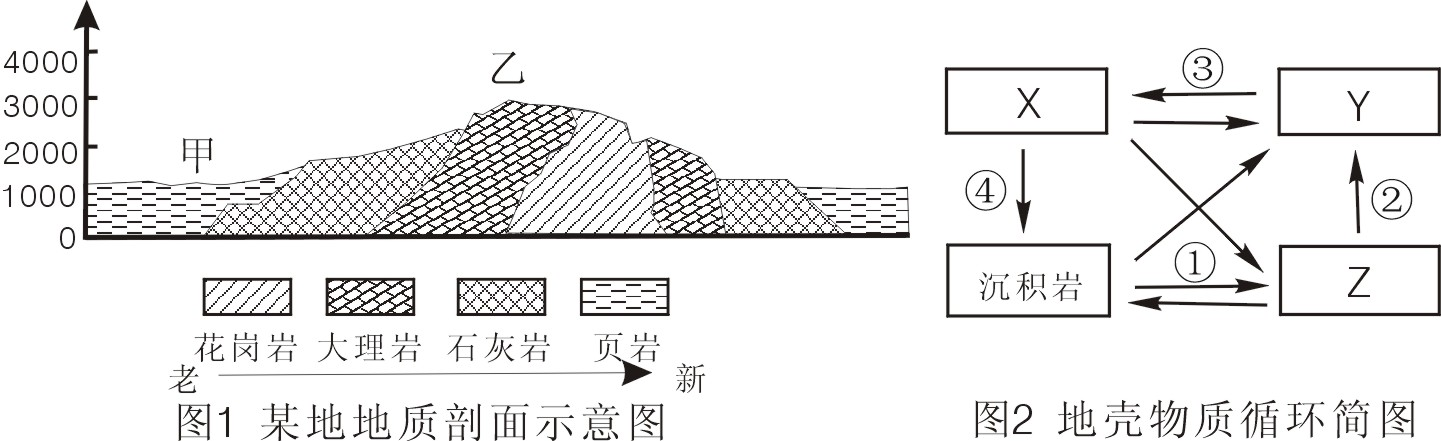 4000
3000
2000
1000
0
甲
乙
花岗岩 大理岩 石灰岩 页岩
老 新
图1 某地地质剖面示意图
X ③ Y
④ ②
沉积岩 ① Z
图2 地壳物质循环简图